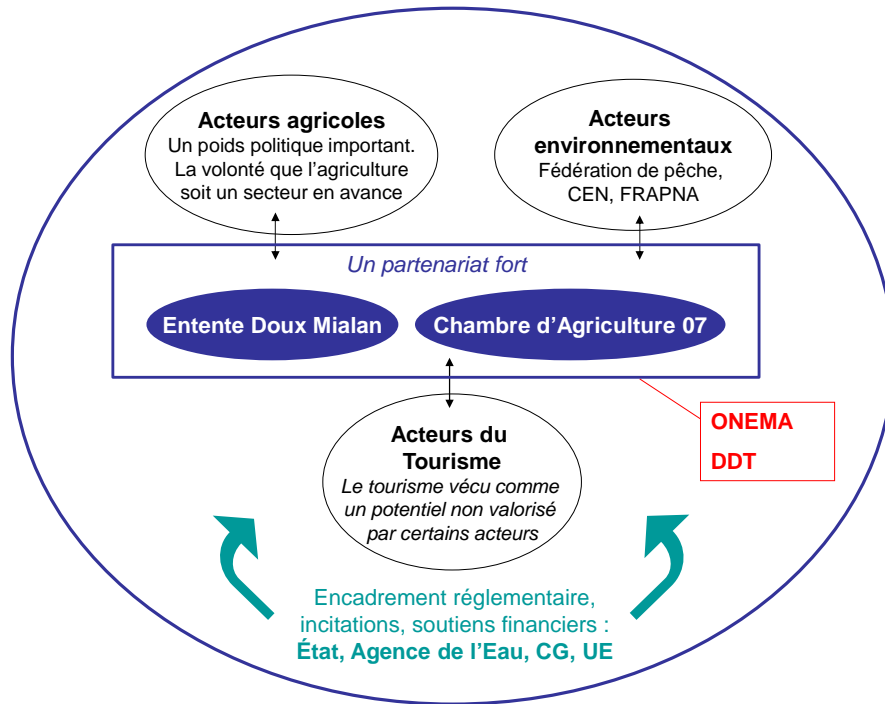 Acteurs agricoles
Un poids politique important.
La volonté que l'agriculture
soit un secteur en avance
Acteurs
environnementaux
Fédération de pêche,
CEN, FRAPNA
Un partenariat fort
Entente Doux Mialan
Chambre d'Agriculture 07
ONEMA
DDT
Acteurs du
Tourisme
Le tourisme vécu comme
un potentiel non valorisé
par certains acteurs
Encadrement réglementaire,
incitations, soutiens financiers :
État, Agence de l'Eau, CG, UE